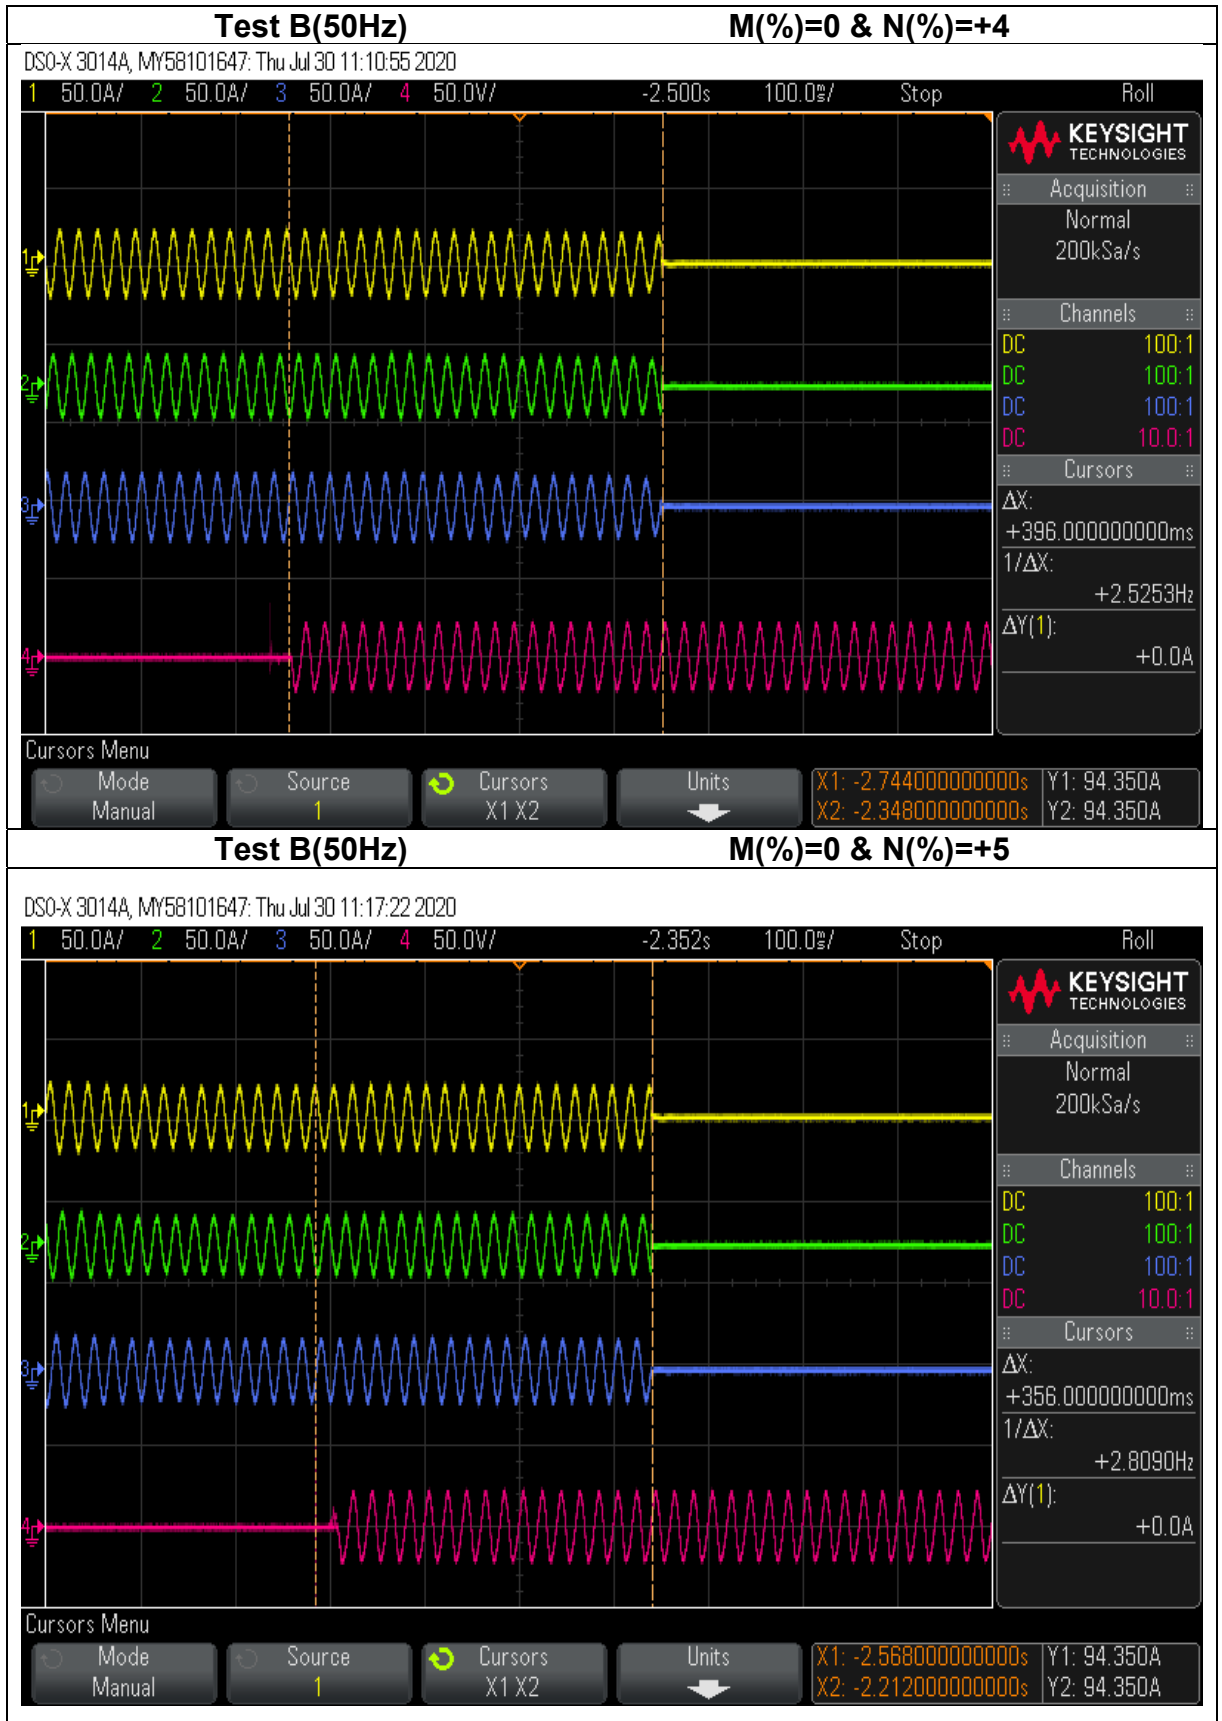 Test B(50Hz) M(%)=0 & N(%)=+4
DSO-X 3014A, MY58101647: Thu Jul 30 11:10:55 2020
1 50.0A/ 2 50.0A/ 3 50.0A/ 4 50.0V/ -2.500s 100.0ms/ Stop Roll
KEYSIGHT
TECHNOLOGIES
Acquisition
Normal
200kSa/s
Channels
DC 100:1
DC 100:1
DC 100:1
DC 10.0:1
Cursors
ΔX:
+396.000000000ms
1/ΔX:
+2.5253Hz
ΔY(1):
+0.0A
1
2
3
4
Cursors Menu
Mode Source Cursors Units
Manual 1 X1 X2
X1: -2.744000000000s Y1: 94.350A
X2: -2.348000000000s Y2: 94.350A
Test B(50Hz) M(%)=0 & N(%)=+5
DSO-X 3014A, MY58101647: Thu Jul 30 11:17:22 2020
1 50.0A/ 2 50.0A/ 3 50.0A/ 4 50.0V/ -2.352s 100.0ms/ Stop Roll
KEYSIGHT
TECHNOLOGIES
Acquisition
Normal
200kSa/s
Channels
DC 100:1
DC 100:1
DC 100:1
DC 10.0:1
Cursors
ΔX:
+356.000000000ms
1/ΔX:
+2.8090Hz
ΔY(1):
+0.0A
1
2
3
4
Cursors Menu
Mode Source Cursors Units
Manual 1 X1 X2
X1: -2.568000000000s Y1: 94.350A
X2: -2.212000000000s Y2: 94.350A